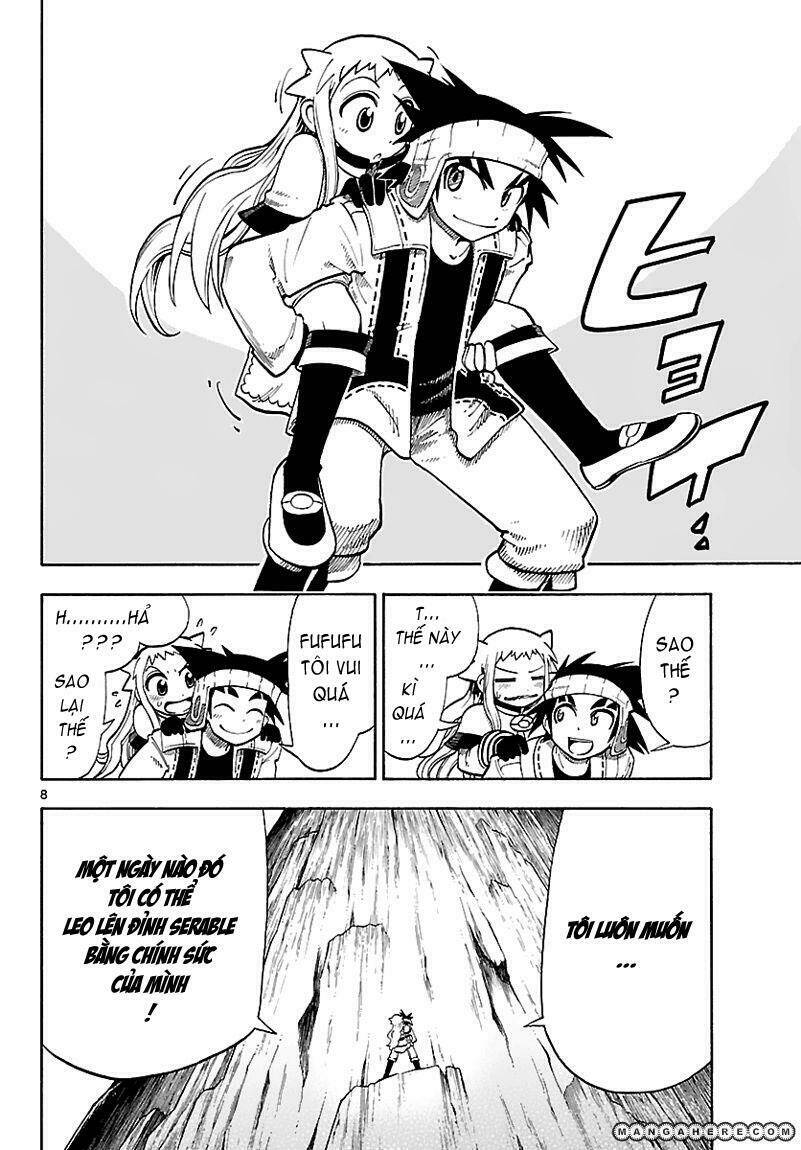 ヒョイ
SAO
THẾ
?
T...
THẾ NÀY
...
KÌ
QUÁ
...
FUFUFU
TÔI VUI
QUÁ
...
H..........HẢ
???
SAO
LẠI
THẾ
?
8
TÔI LUÔN MUỐN
...
MỘT NGÀY NÀO ĐÓ
TÔI CÓ THỂ
LEO LÊN ĐỈNH SERABLE
BẰNG CHÍNH SỨC
CỦA MÌNH
!
MANGAHERE.COM